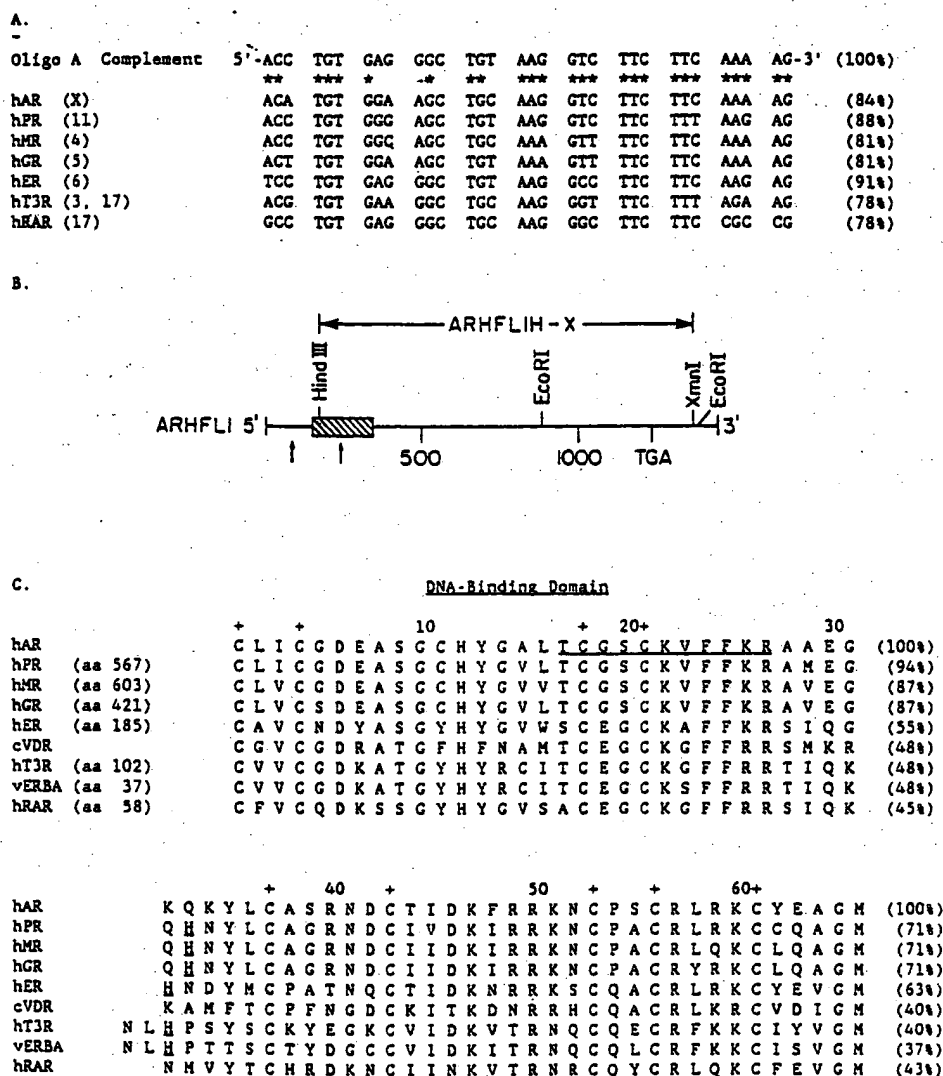 A.
Oligo A Complement 5'-ACC TGT GAG GGC TGT AAG GTC TTC TTC AAA AG-3' (100%)
** *** * -* ** *** *** *** *** *** **
hAR (X) ACA TGT GGA AGC TGC AAG GTC TTC TTC AAA AG (84%)
hPR (11) ACC TGT GGG AGC TGT AAG GTC TTC TTT AAA AG (88%)
hMR (4) ACC TGT GGQ AGC TGC AAA GTT TTC TTC AAA AG (81%)
hGR (5) ACT TGT GGA AGC TGT AAA GTT TTC TTC AAA AG (81%)
hER (6) TCC TGT GAG GGC TGT AAG GCC TTC TTC AAG AG (91%)
hT3R (3, 17) ACG TGT GAA GGC TGT AAG GGT TTC TTT AGA AG (78%)
hRAR (17) GCC TGT GAG GGC TGC AAG GGC TTC TTC CGC CG (78%)
B.
ARHFLIH-X
Hind III EcoRI XmnI EcoRI
ARHFLI 5' 3'
500 1000 TGA
C.
DNA-Binding Domain
+ + 10 + 20+ 30
hAR C L I C G D E A S G C H Y G A L T C G S C K V F F K R A A E G (100%)
hPR (aa 567) C L I C G D E A S G C H Y G V L T C G S C K V F F K R A M E G (94%)
hMR (aa 603) C L V C G D E A S G C H Y G V V T C G S C K V F F K R A V E G (87%)
hGR (aa 421) C L V C S D E A S G C H Y G V L T C G S C K V F F K R A V E G (87%)
hER (aa 185) C A V C N D Y A S G Y H Y G V W S C E G C K A F F K R S I Q G (55%)
cVDR C G V C G D R A T G F H F N A M T C E G C K G F F R R S M K R (48%)
hT3R (aa 102) C V V C G D K A T G Y H Y R C I T C E G C K G F F R R T I Q K (48%)
vERBA (aa 37) C V V C G D K A T G Y H Y R C I T C E G C K S F F R R T I Q K (48%)
hRAR (aa 58) C F V C Q D K S S G Y H Y G V S A C E G C K G F F R R S I Q K (45%)
+ 40 + 50 + + 60+
hAR K Q K Y L C A S R N D C T I D K F R R K N C P S C R L R K C Y E A G M (100%)
hPR Q H N Y L C A G R N D C I V D K I R R K N C P A C R L R K C C Q A G M (71%)
hMR Q H N Y L C A G R N D C I I D K I R R K N C P A C R L Q K C L Q A G M (71%)
hGR Q H N Y L C A G R N D C I I D K I R R K N C P A C R Y R K C L Q A G M (71%)
hER H N D Y M C P A T N Q C T I D K N R R K S C Q A C R L R K C Y E V G M (63%)
cVDR K A M F T C P F N G D C K I T K D N R R H C Q A C R L K R C V D I G M (40%)
hT3R N L H P S Y S C K Y E G K C V I D K V T R N Q C Q E C R F K K C I Y V G M (40%)
vERBA N L H P T T S C T Y D G C C V I D K I T R N Q C Q L C R F K K C I S V G M (37%)
hRAR N M V Y T C H R D K N C I I N K V T R N R C Q Y C R L Q K C F E V G M (43%)